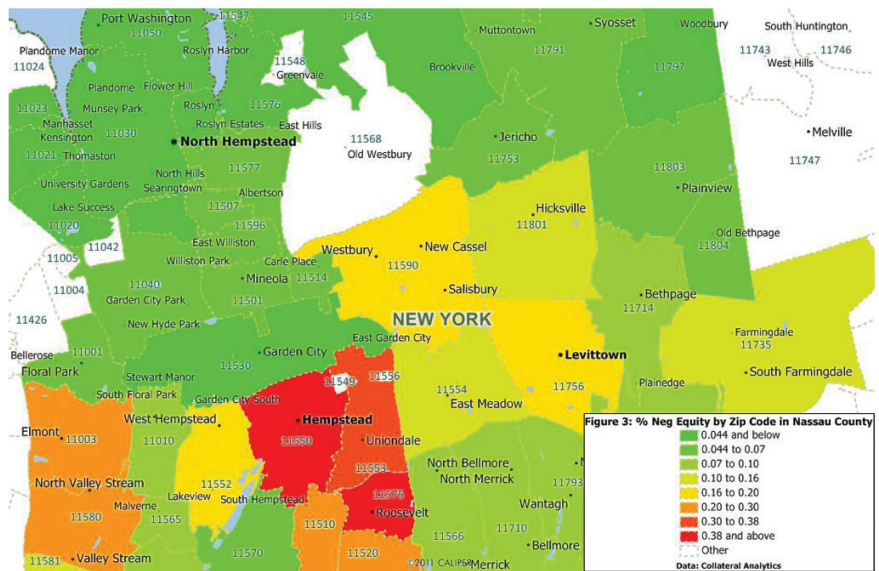 Port Washington
11050
11547
11545
Syosset
Woodbury
South Huntington
Muttontown
11791
Plandome Manor
Roslyn Harbor
11548
Greenvale
11743
11746
11024
Brookville
11797
West Hills
Plandome
Flower Hill
11023
Munsey Park
Roslyn
11576
Manhasset
11030
Roslyn Estates
East Hills
Kensington
North Hempstead
11568
Jericho
Melville
11021
Thomaston
Old Westbury
11753
11747
North Hills
11577
11803
University Gardens
Searingtown
Albertson
Plainview
Lake Success
11507
Hicksville
11020
11596
11801
Old Bethpage
11042
East Williston
Westbury
New Cassel
11804
11005
Williston Park
Carle Place
11590
11004
11040
Mineola
11514
Garden City Park
11501
Salisbury
Bethpage
11714
11426
New Hyde Park
NEW YORK
Farmingdale
East Garden City
11735
Bellerose
11001
Garden City
Levittown
Floral Park
11530
South Farmingdale
Stewart Manor
11549
11556
11554
11756
Plainedge
South Floral Park
Garden City South
East Meadow
West Hempstead
Hempstead
Elmont
11003
11010
11550
Uniondale
11553
North Bellmore
North Merrick
11793
North Valley Stream
11552
11575
Lakeview
South Hempstead
Wantagh
Malverne
Roosevelt
11580
11565
11510
11566
11710
Bellmore
11581
Valley Stream
11570
11520
©2011 CALIPER
Merrick
Figure 3: % Neg Equity by Zip Code in Nassau County
0.044 and below
0.044 to 0.07
0.07 to 0.10
0.10 to 0.16
0.16 to 0.20
0.20 to 0.30
0.30 to 0.38
0.38 and above
Other
Data: Collateral Analytics